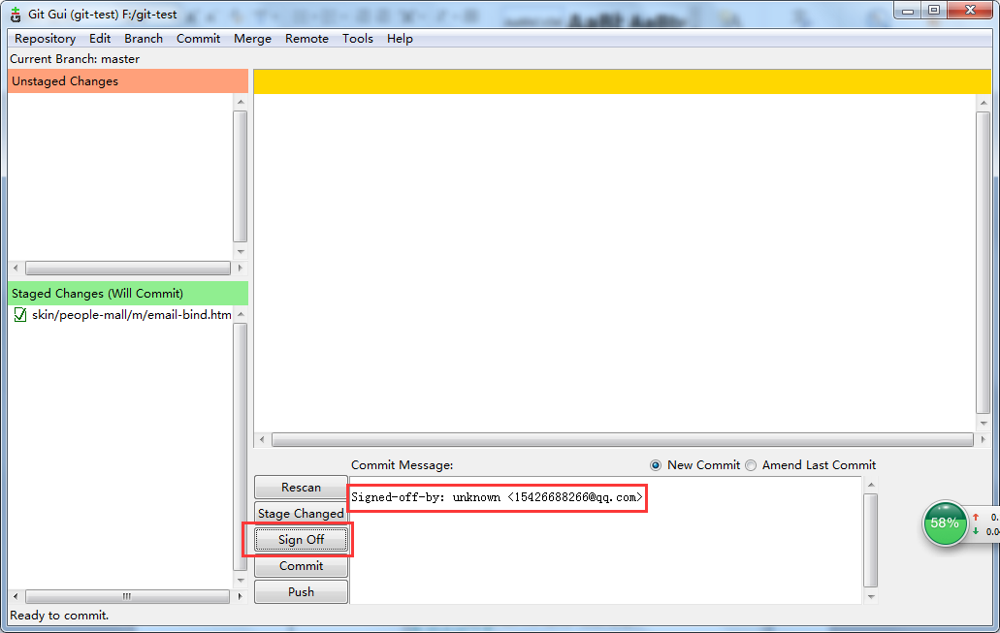 Git Gui (git-test) F:/git-test
Repository Edit Branch Commit Merge Remote Tools Help
Current Branch: master
Unstaged Changes
Staged Changes (Will Commit)
skin/people-mall/m/email-bind.htm
Commit Message:
New Commit
Amend Last Commit
Rescan
Signed-off-by: unknown <15426688266@qq.com>
Stage Changed
Sign Off
Commit
Push
58%
0.
0.0
Ready to commit.